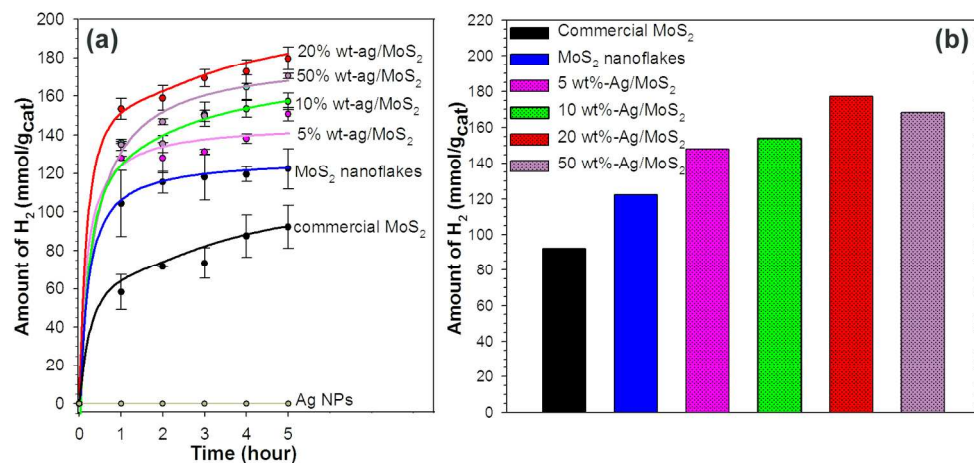 (a)
Amount of H₂ (mmol/gcat)
200
180
160
140
120
100
80
60
40
20
0
20% wt-ag/MoS₂
50% wt-ag/MoS₂
10% wt-ag/MoS₂
5% wt-ag/MoS₂
MoS₂ nanoflakes
commercial MoS₂
Ag NPs
0 1 2 3 4 5
Time (hour)
(b)
Amount of H₂ (mmol/gcat)
220
200
180
160
140
120
100
80
60
40
20
0
Commercial MoS₂
MoS₂ nanoflakes
5 wt%-Ag/MoS₂
10 wt%-Ag/MoS₂
20 wt%-Ag/MoS₂
50 wt%-Ag/MoS₂